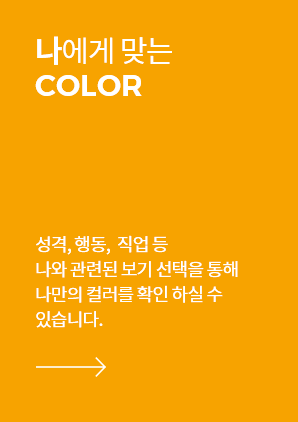 나에게 맞는
COLOR
성격, 행동, 직업 등
나와 관련된 보기 선택을 통해
나만의 컬러를 확인 하실 수
있습니다.